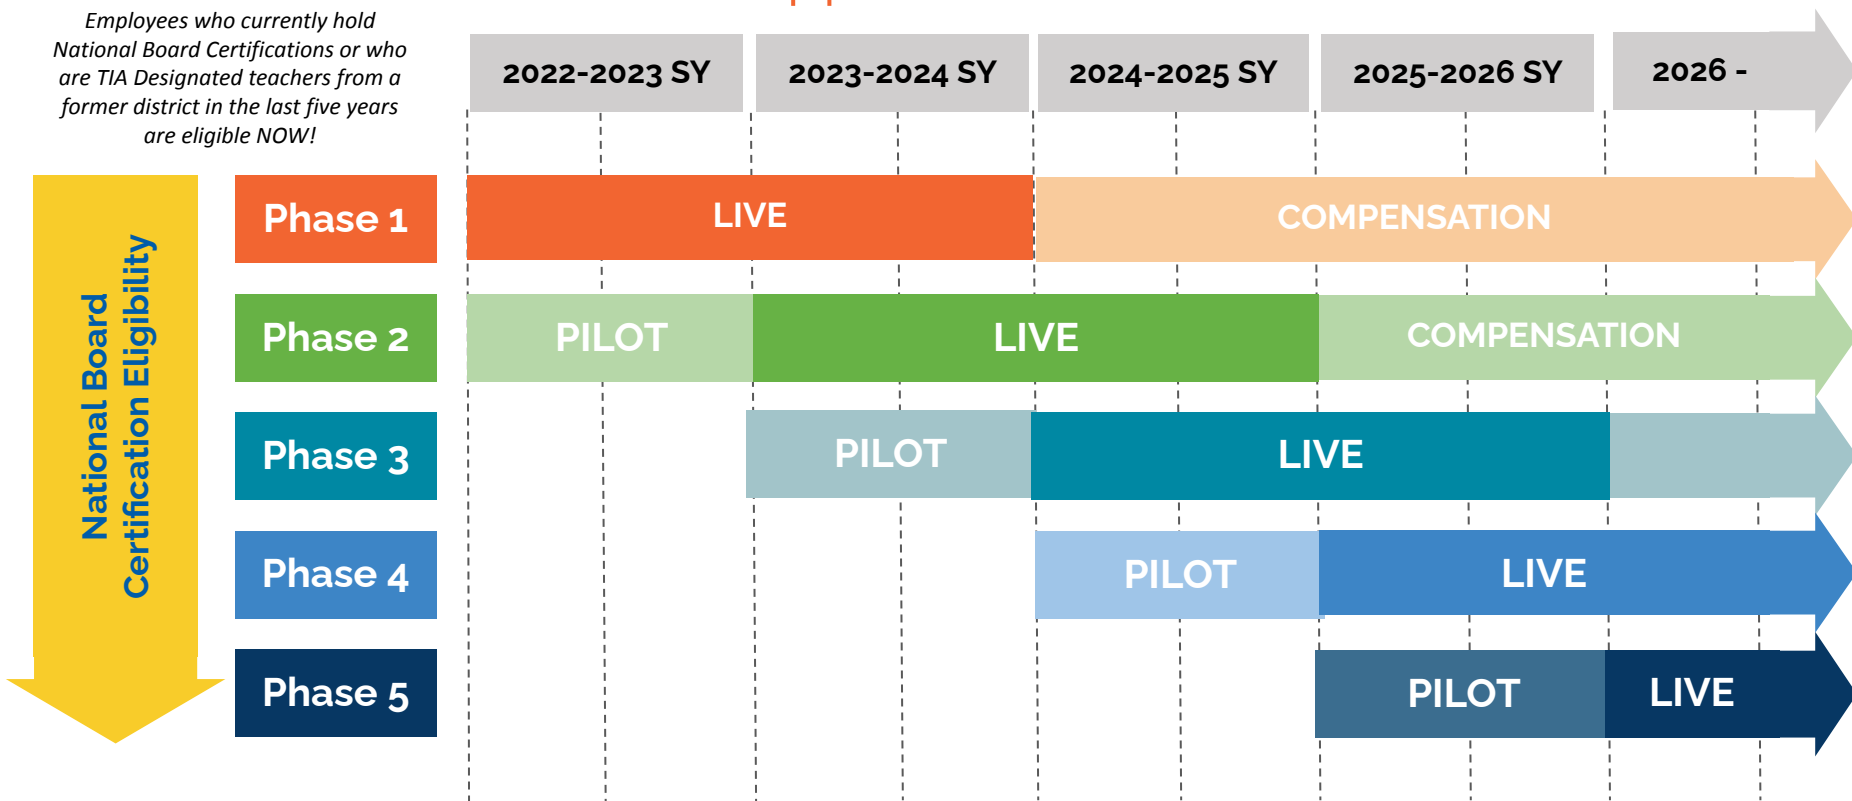 Employees who currently hold
National Board Certifications or who
are TIA Designated teachers from a
former district in the last five years
are eligible NOW!
2022-2023 SY
2023-2024 SY
2024-2025 SY
2025-2026 SY
2026 -
National Board
Certification Eligibility
Phase 1
LIVE
COMPENSATION
Phase 2
PILOT
LIVE
COMPENSATION
Phase 3
PILOT
LIVE
Phase 4
PILOT
LIVE
Phase 5
PILOT
LIVE